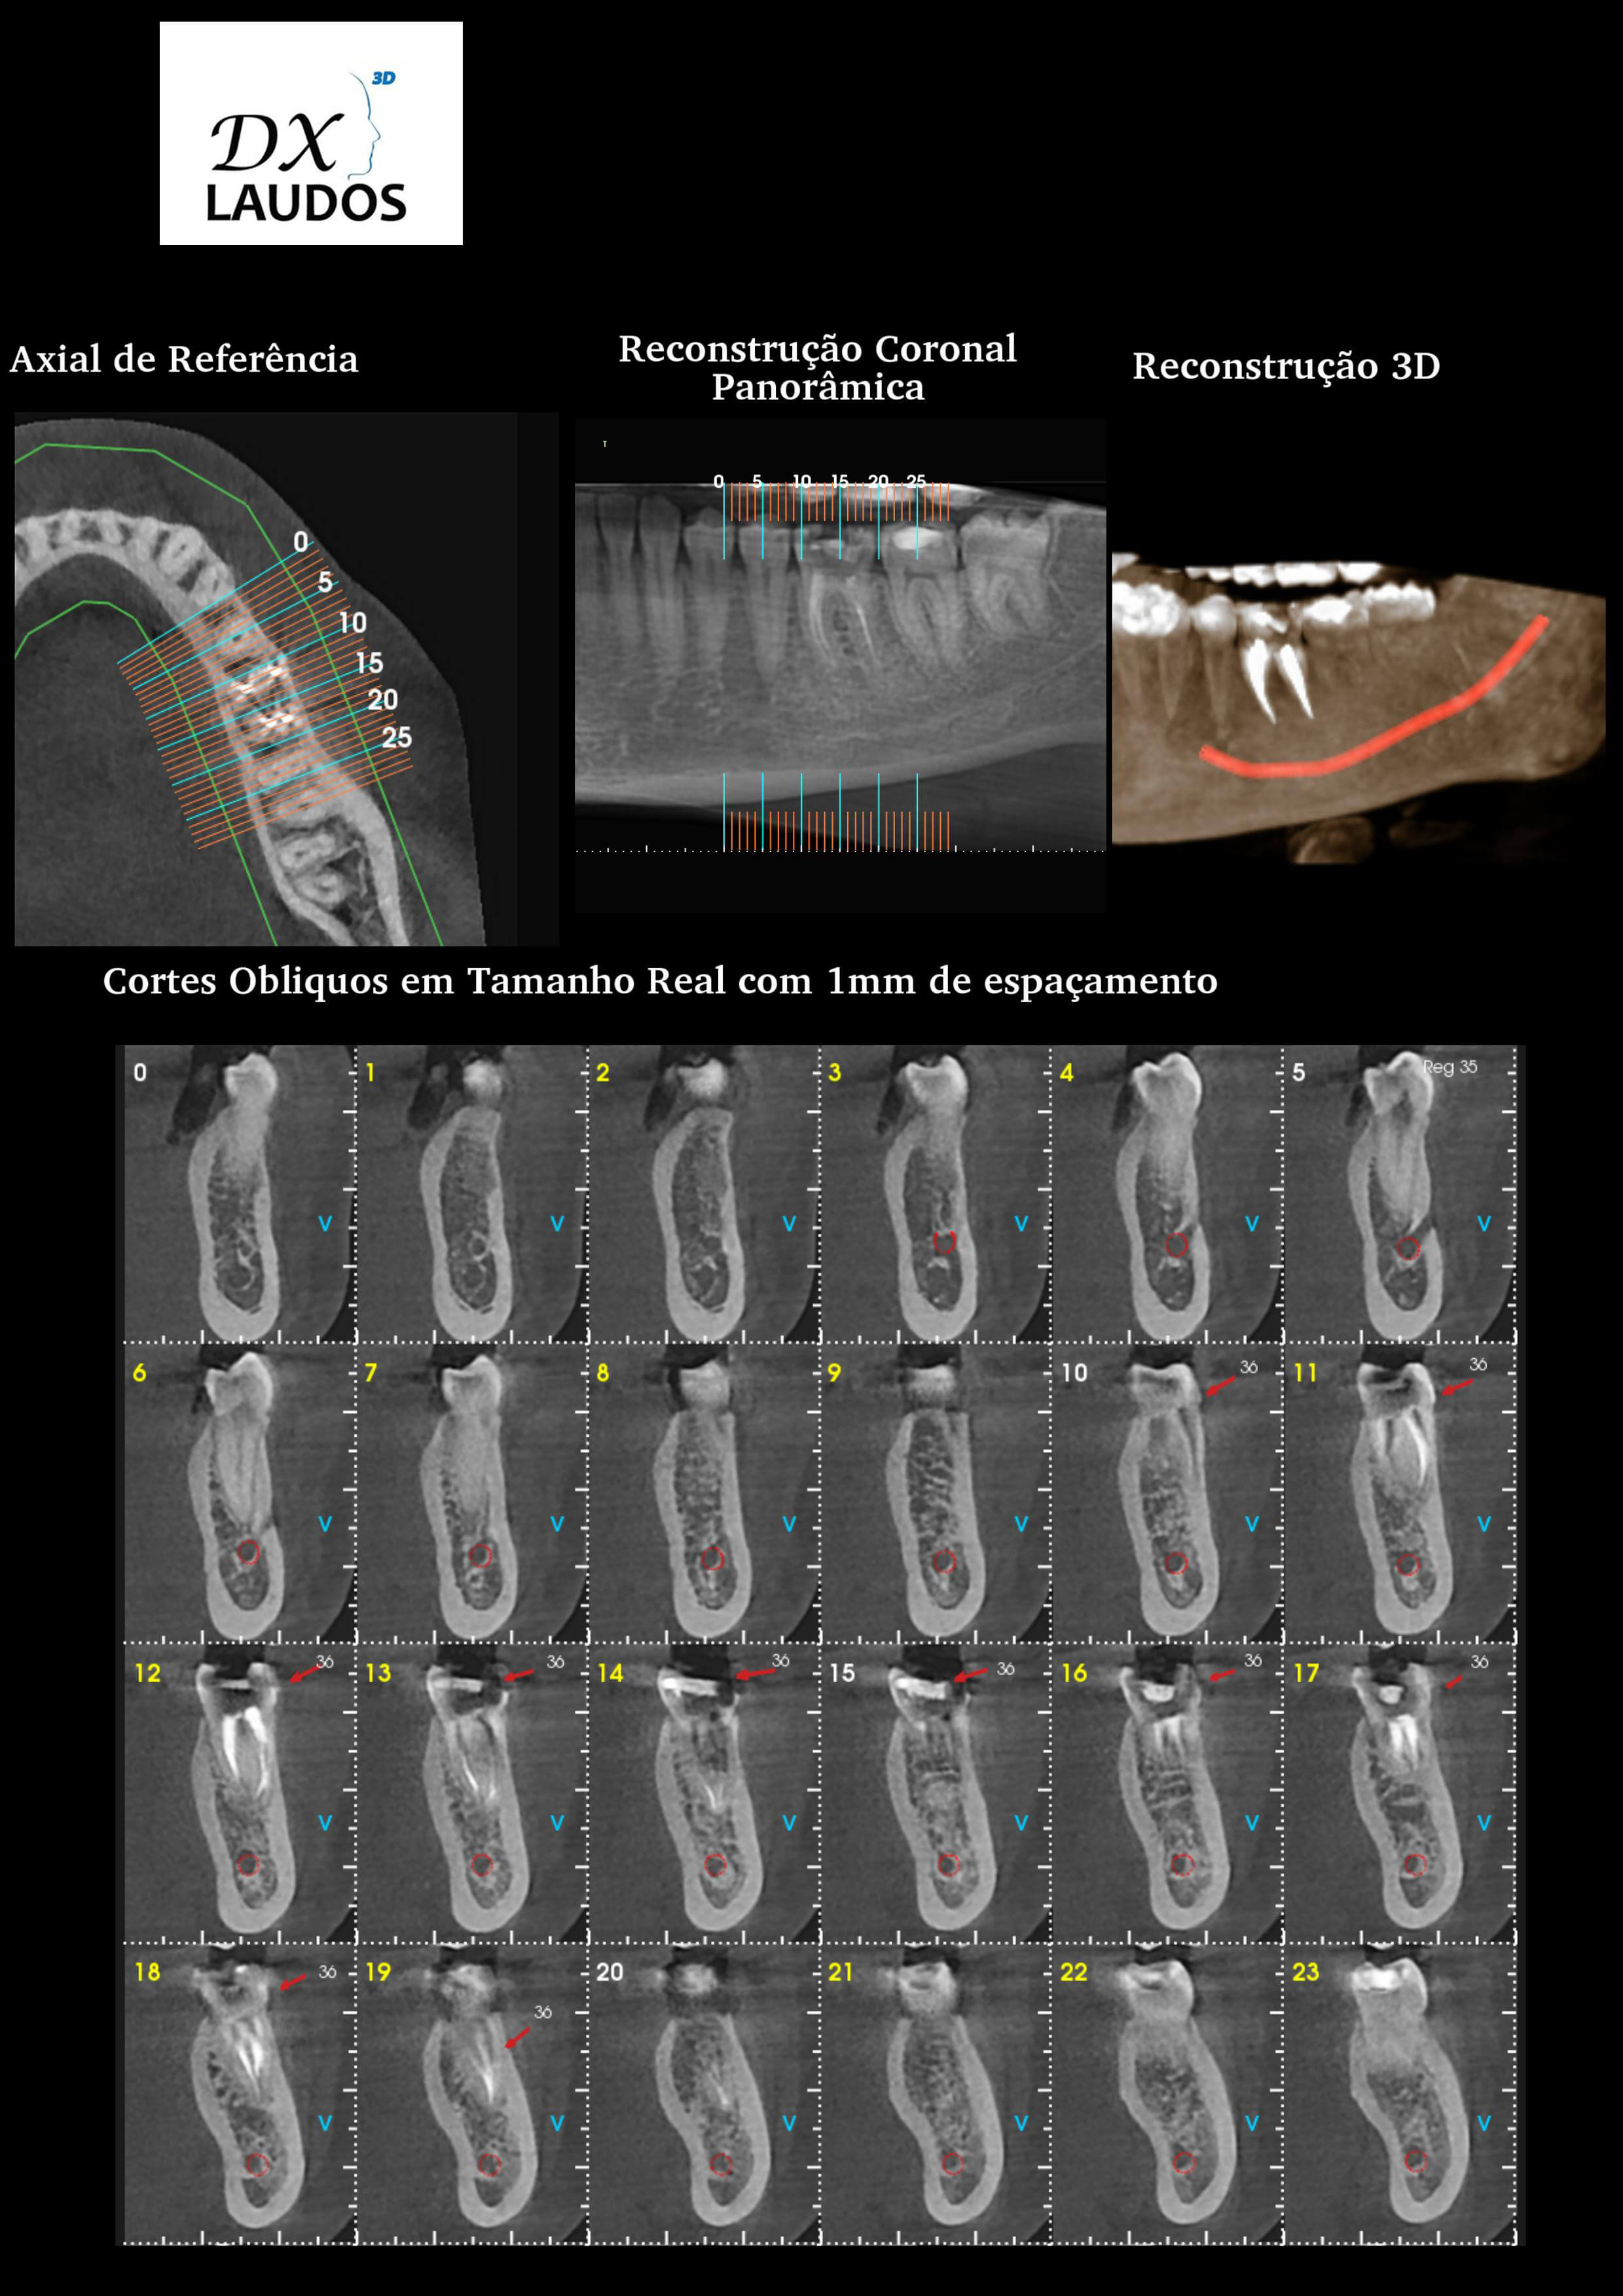 3D
DX
LAUDOS
Axial de Referência
Reconstrução Coronal
Panorâmica
Reconstrução 3D
0
5
10
15
20
25
T
0 5 10 15 20 25
Cortes Obliquos em Tamanho Real com 1mm de espaçamento
0 1 2 3 4 5 Reg 35
V V V V V V
6 7 8 9 10 36 11 36
V V V V V V
12 36 13 36 14 36 15 36 16 36 17 36
V V V V V V
18 36 19 36 20 21 22 23
V V V V V V